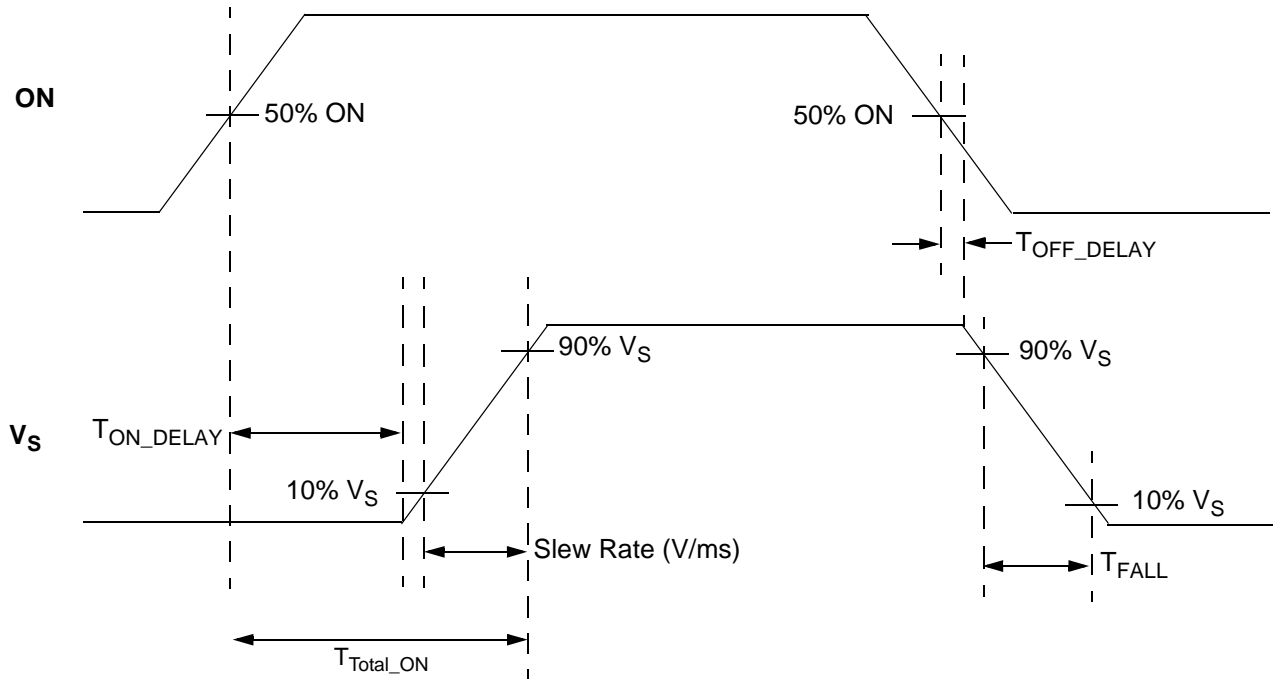 ON
50% ON
50% ON
TOFF_DELAY
90% VS
90% VS
VS
TON_DELAY
10% VS
10% VS
Slew Rate (V/ms)
TFALL
TTotal_ON